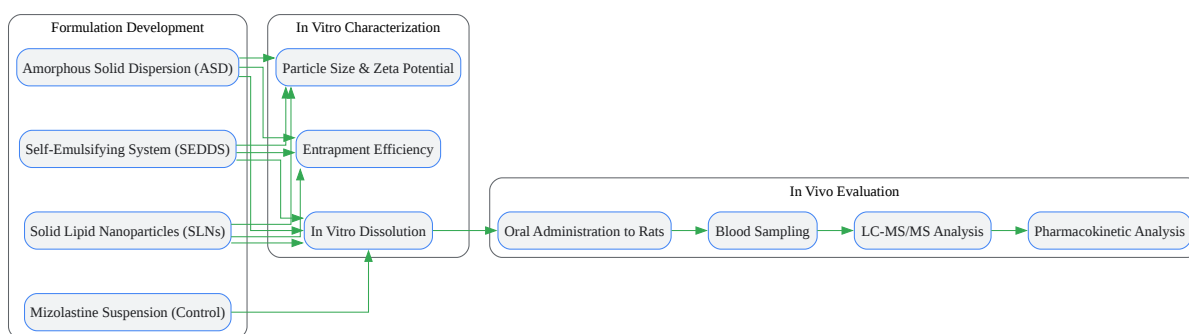 Formulation Development
Amorphous Solid Dispersion (ASD)
Self-Emulsifying System (SEDDS)
Solid Lipid Nanoparticles (SLNs)
Mizolastine Suspension (Control)
In Vitro Characterization
Particle Size & Zeta Potential
Entrapment Efficiency
In Vitro Dissolution
In Vivo Evaluation
Oral Administration to Rats
Blood Sampling
LC-MS/MS Analysis
Pharmacokinetic Analysis